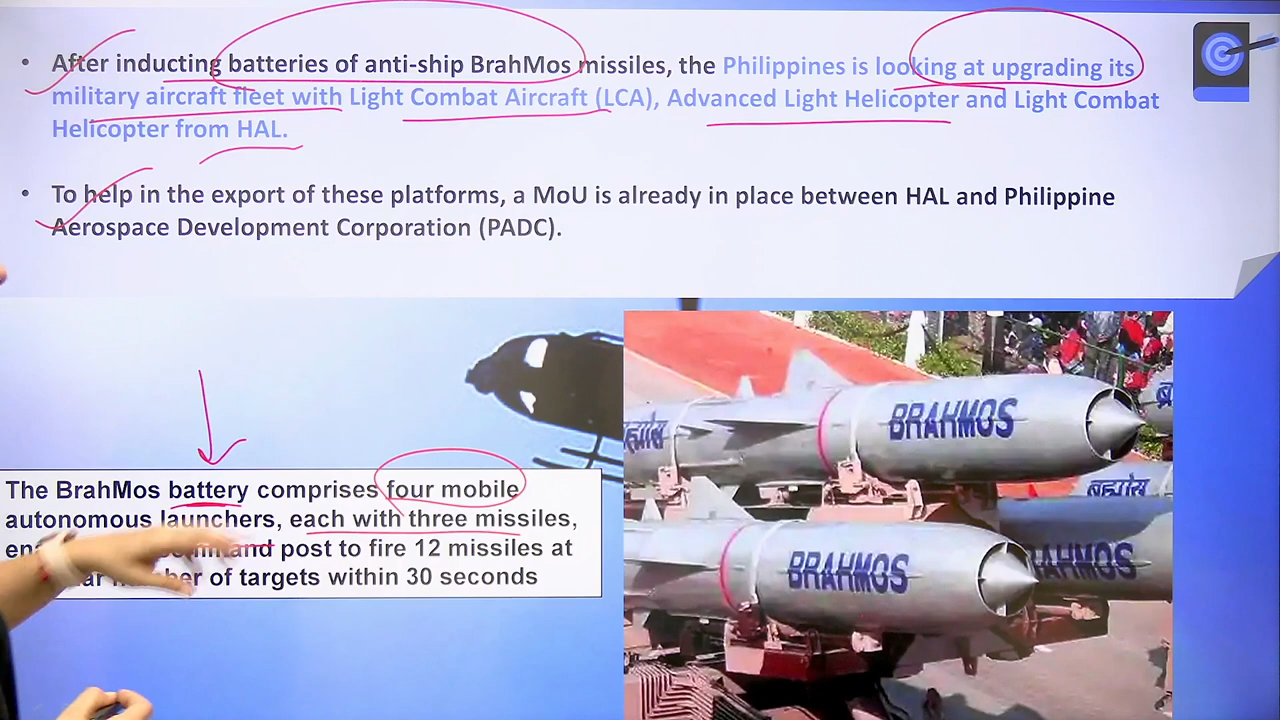 After inducting batteries of anti-ship BrahMos missiles, the Philippines is looking at upgrading its
military aircraft fleet with Light Combat Aircraft (LCA), Advanced Light Helicopter and Light Combat
Helicopter from HAL.
To help in the export of these platforms, a MoU is already in place between HAL and Philippine
Aerospace Development Corporation (PADC).
BRAHMOS
The BrahMos battery comprises four mobile
autonomous launchers, each with three missiles,
post to fire 12 missiles at
of targets within 30 seconds
BRAHMOS
BRAHMOS